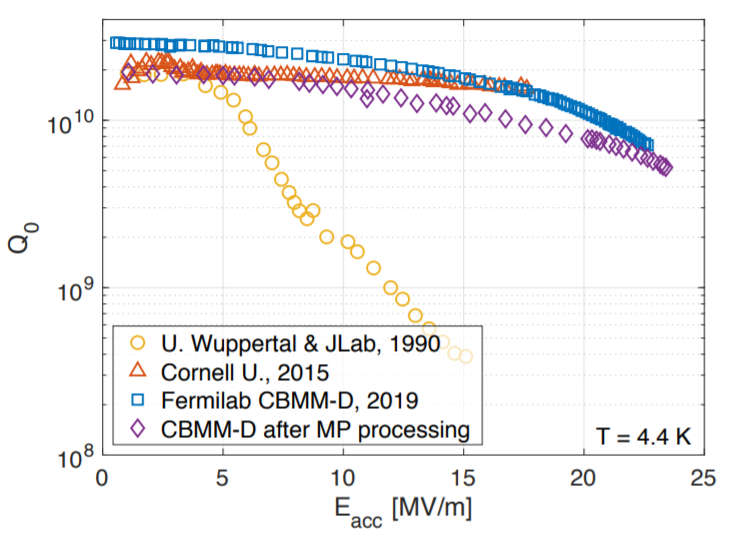 10^10
10^9
10^8
Q_0
U. Wuppertal & JLab, 1990
Cornell U., 2015
Fermilab CBMM-D, 2019
CBMM-D after MP processing
T = 4.4 K
0 5 10 15 20 25
E_acc [MV/m]